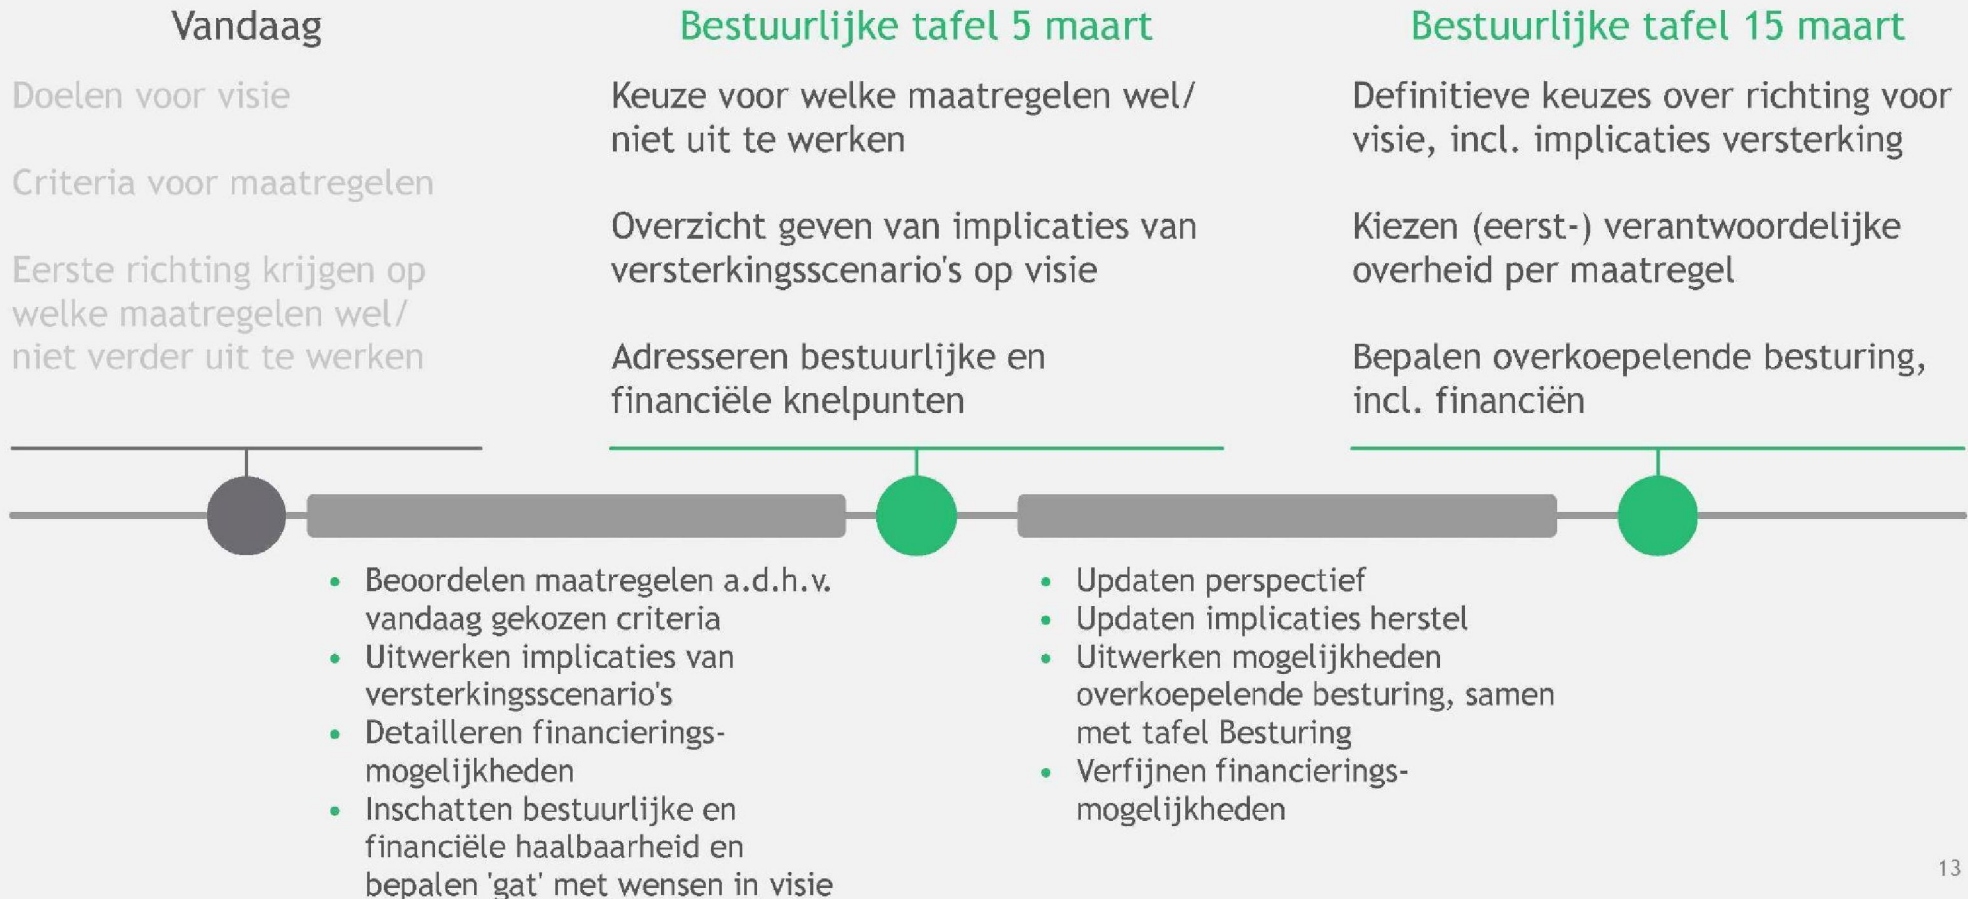 Vandaag
Doelen voor visie
Criteria voor maatregelen
Eerste richting krijgen op
welke maatregelen wel/
niet verder uit te werken
Bestuurlijke tafel 5 maart
Keuze voor welke maatregelen wel/
niet uit te werken
Overzicht geven van implicaties van
versterkingsscenario's op visie
Adresseren bestuurlijke en
financiële knelpunten
Bestuurlijke tafel 15 maart
Definitieve keuzes over richting voor
visie, incl. implicaties versterking
Kiezen (eerst-) verantwoordelijke
overheid per maatregel
Bepalen overkoepelende besturing,
incl. financiën
• Beoordelen maatregelen a.d.h.v.
vandaag gekozen criteria
• Uitwerken implicaties van
versterkingsscenario's
• Detailleren financierings-
mogelijkheden
• Inschatten bestuurlijke en
financiële haalbaarheid en
bepalen 'gat' met wensen in visie
• Updaten perspectief
• Updaten implicaties herstel
• Uitwerken mogelijkheden
overkoepelende besturing, samen
met tafel Besturing
• Verfijnen financierings-
mogelijkheden
13